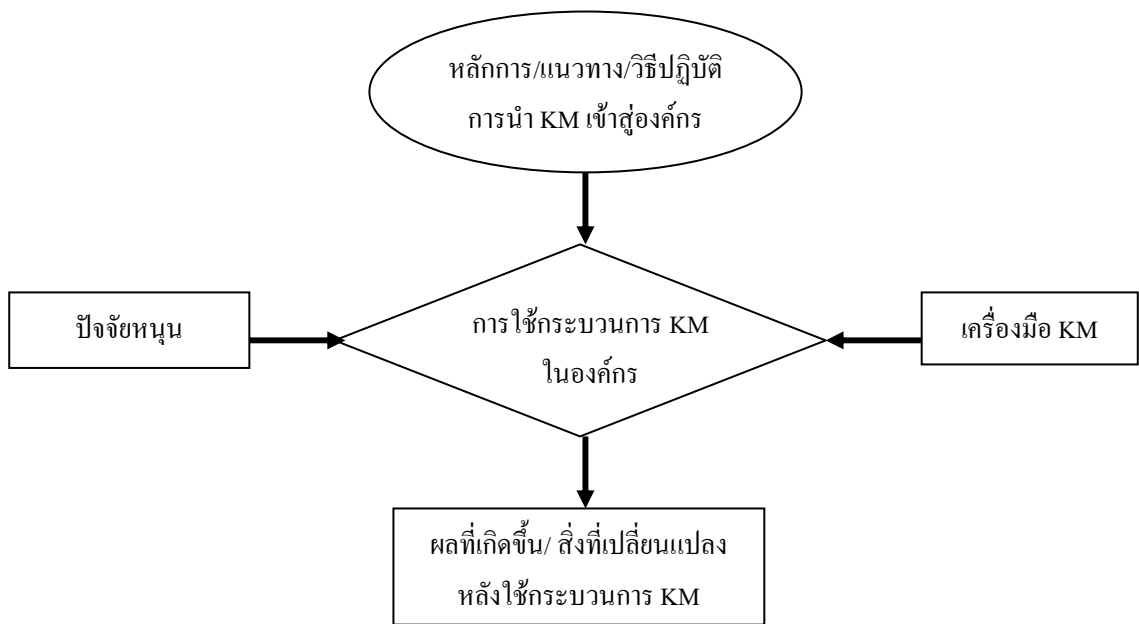 หลักการ/แนวทาง/วิธีปฏิบัติ
การนำ KM เข้าสู่องค์กร
ปัจจัยหนุน
การใช้กระบวนการ KM
ในองค์กร
เครื่องมือ KM
ผลที่เกิดขึ้น/ สิ่งที่เปลี่ยนแปลง
หลังใช้กระบวนการ KM